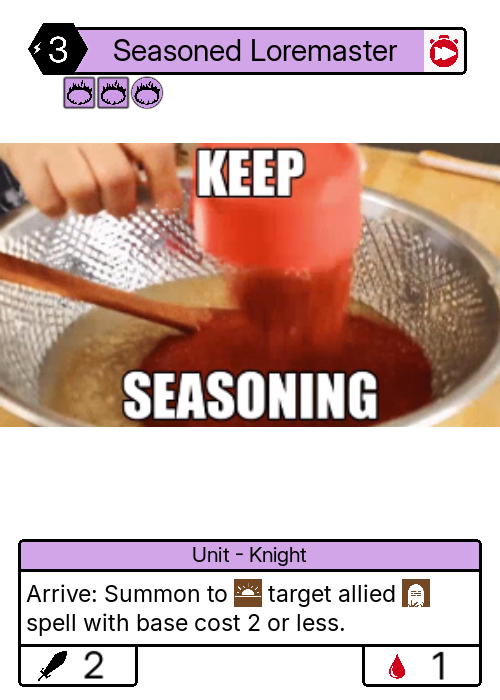 3
Seasoned Loremaster
KEEP
SEASONING
Unit - Knight
Arrive: Summon to target allied
spell with base cost 2 or less.
2
1